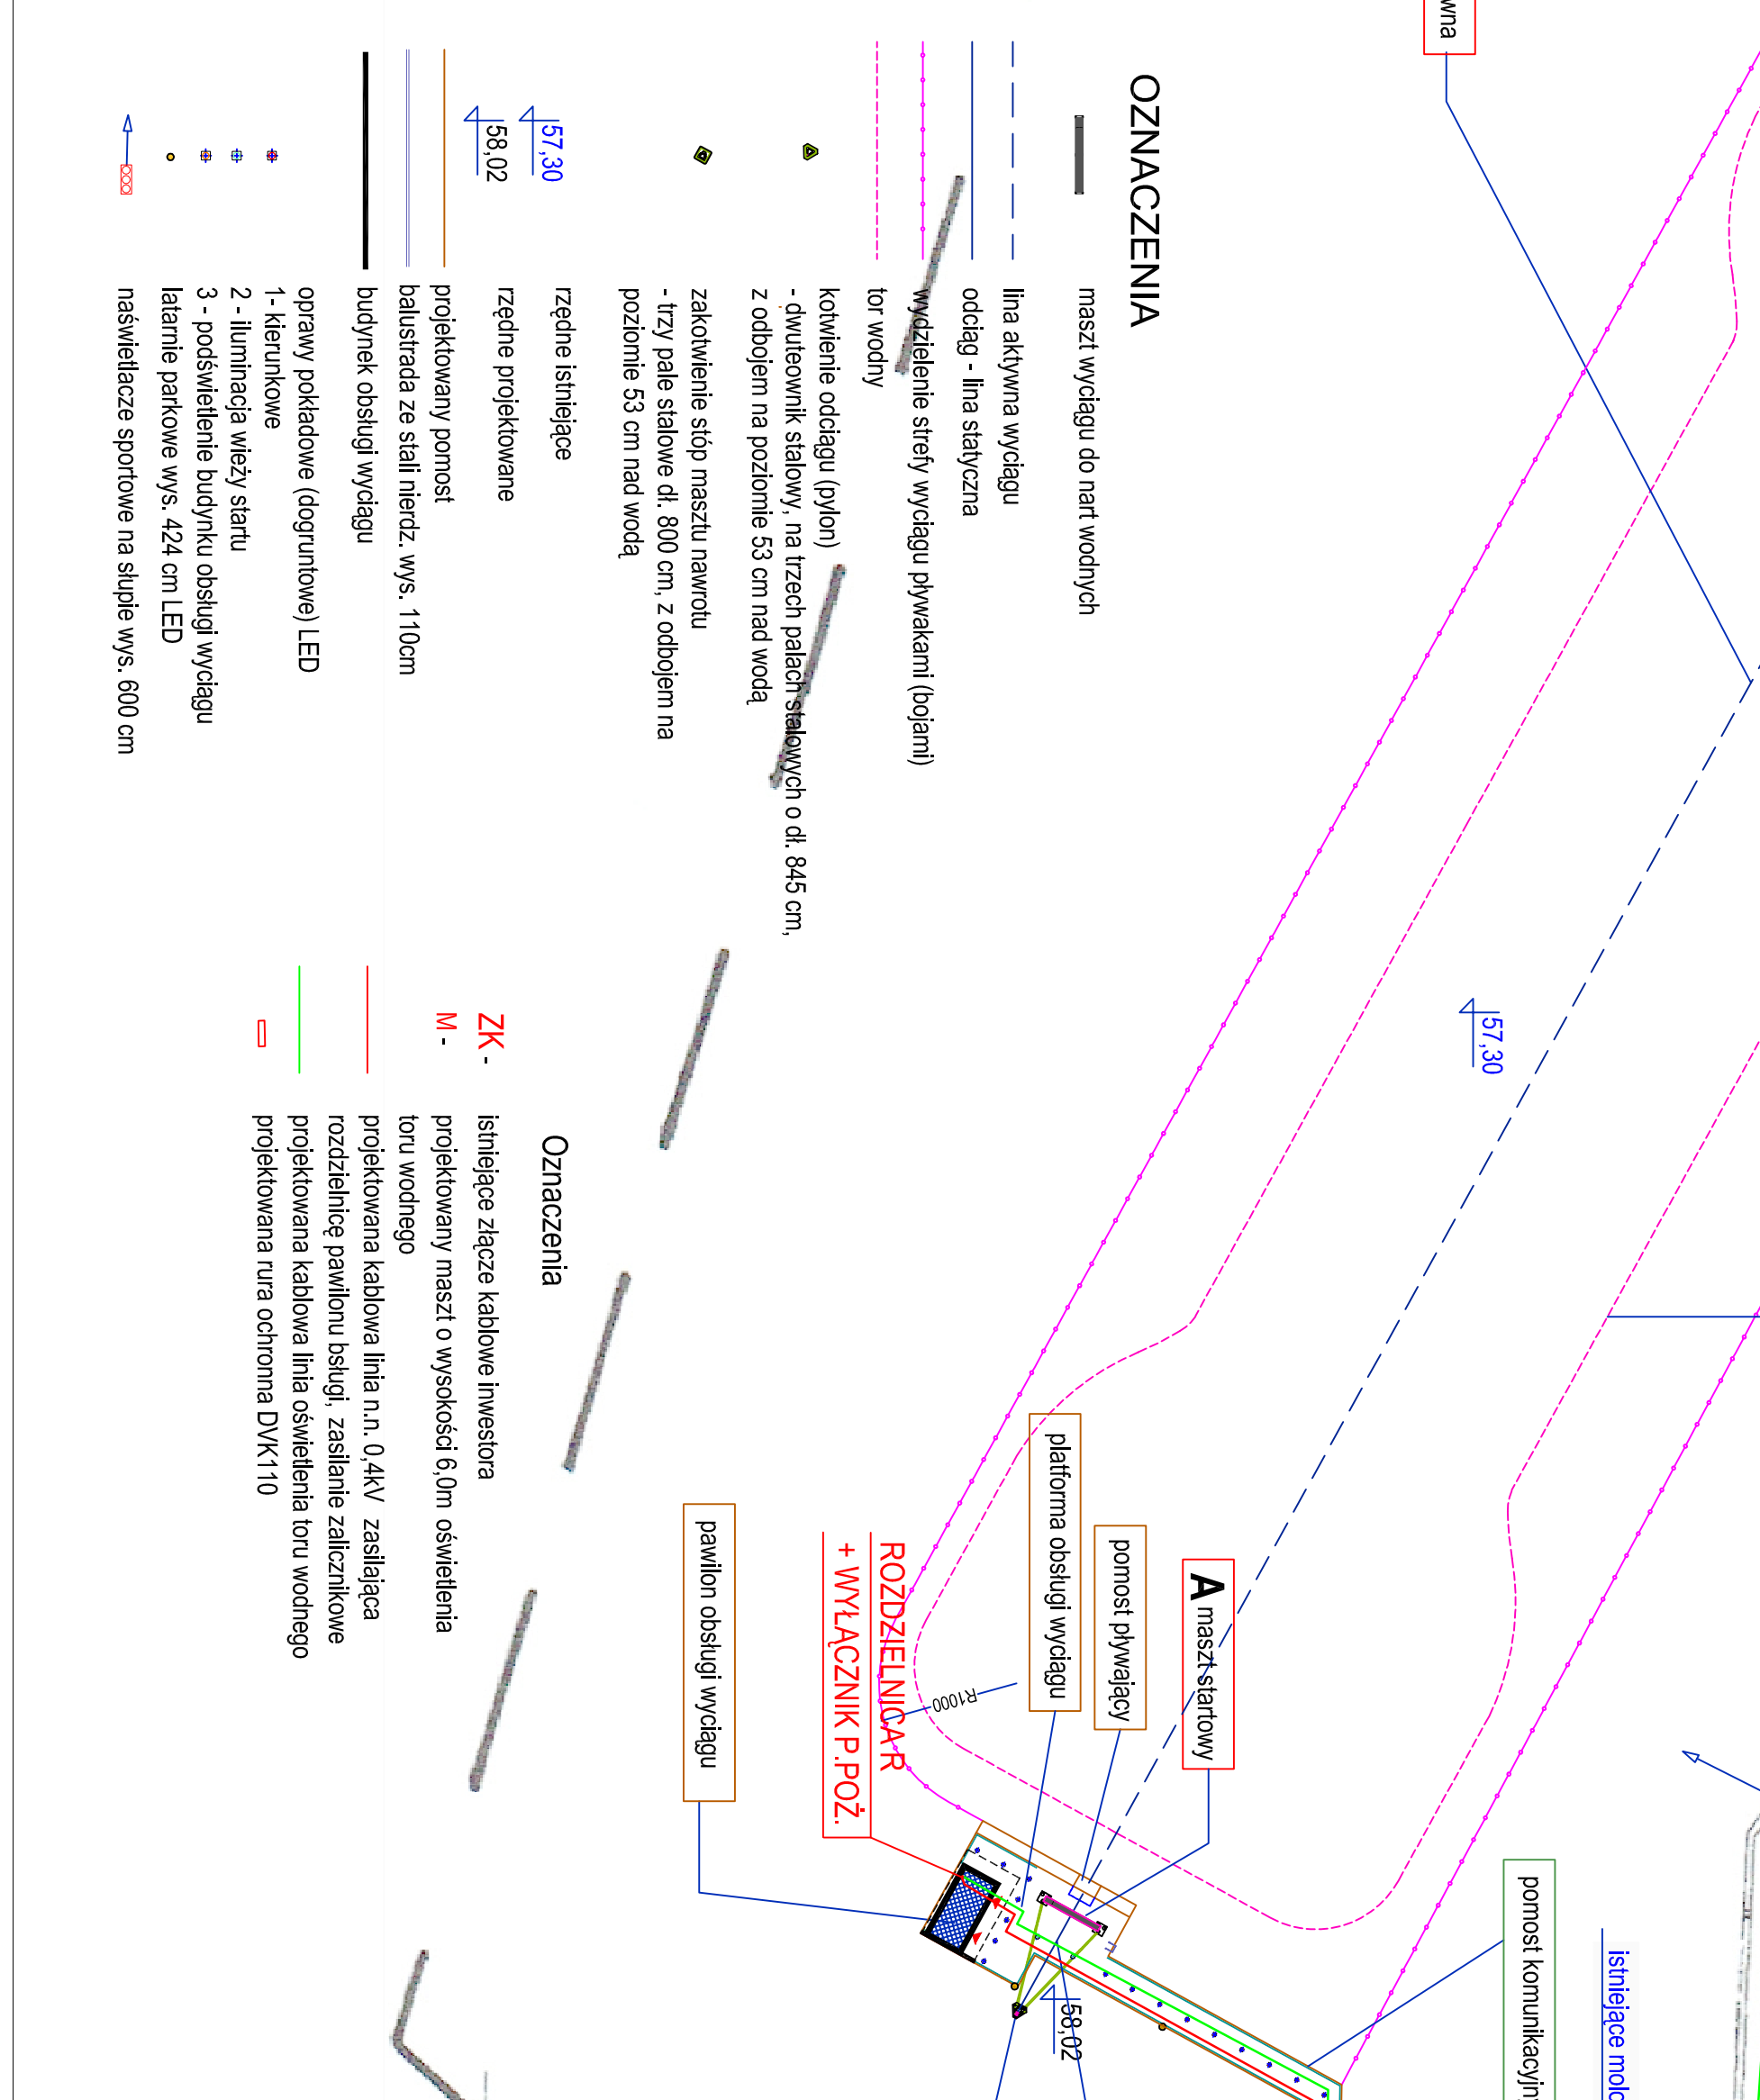 OZNACZENIA
maszt wyciągu do nart wodnych
lina aktywna wyciągu
odciąg - lina statyczna
wydzielenie strefy wyciągu pływakami (bojami)
tor wodny
kotwienie odciągu (pylon)
- dwuteownik stalowy, na trzech palach stalowych o dł. 845 cm,
z odbojem na poziomie 53 cm nad wodą
zakotwienie stóp masztu nawrotu
- trzy pale stalowe dł. 800 cm, z odbojem na
poziomie 53 cm nad wodą
57,30
rzędne istniejące
58,02
rzędne projektowane
projektowany pomost
balustrada ze stali nierdz. wys. 110cm
budynek obsługi wyciągu
oprawy pokładowe (dogruntowe) LED
1- kierunkowe
2 - iluminacja wieży startu
3 - podświetlenie budynku obsługi wyciągu
latarnie parkowe wys. 424 cm LED
naświetlacze sportowe na słupie wys. 600 cm
Oznaczenia
ZK -
istniejące złącze kablowe inwestora
M -
projektowany maszt o wysokości 6,0m oświetlenia
toru wodnego
projektowana kablowa linia n.n. 0,4kV zasilająca
rozdzielnicę pawilonu bsługi, zasilanie zalicznikowe
projektowana kablowa linia oświetlenia toru wodnego
projektowana rura ochronna DVK110
wna
57,30
A maszt startowy
pomost pływający
platforma obsługi wyciągu
ROZDZIELNICA R
+ WYŁĄCZNIK P.POŻ.
pawilon obsługi wyciągu
R1000
58,02
istniejące molo
pomost komunikacyjny